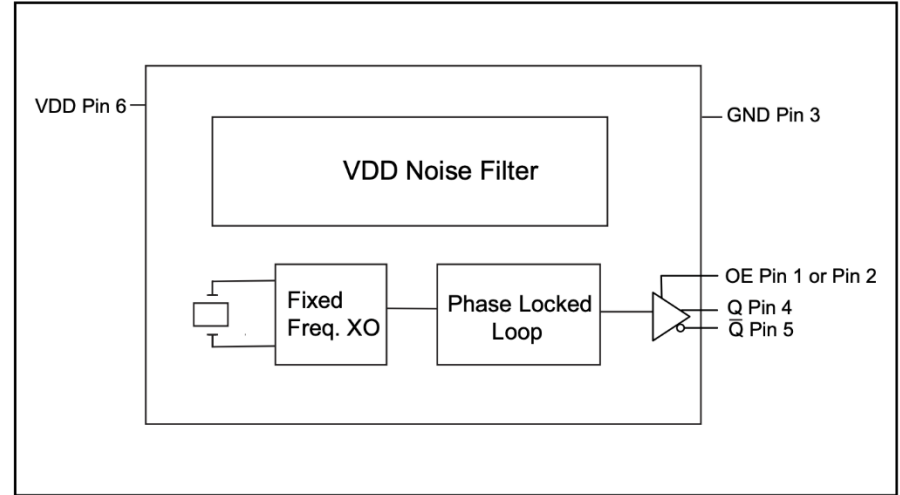 VDD Pin 6
GND Pin 3
VDD Noise Filter
OE Pin 1 or Pin 2
Fixed
Freq. XO
Phase Locked
Loop
Q Pin 4
Q̅ Pin 5